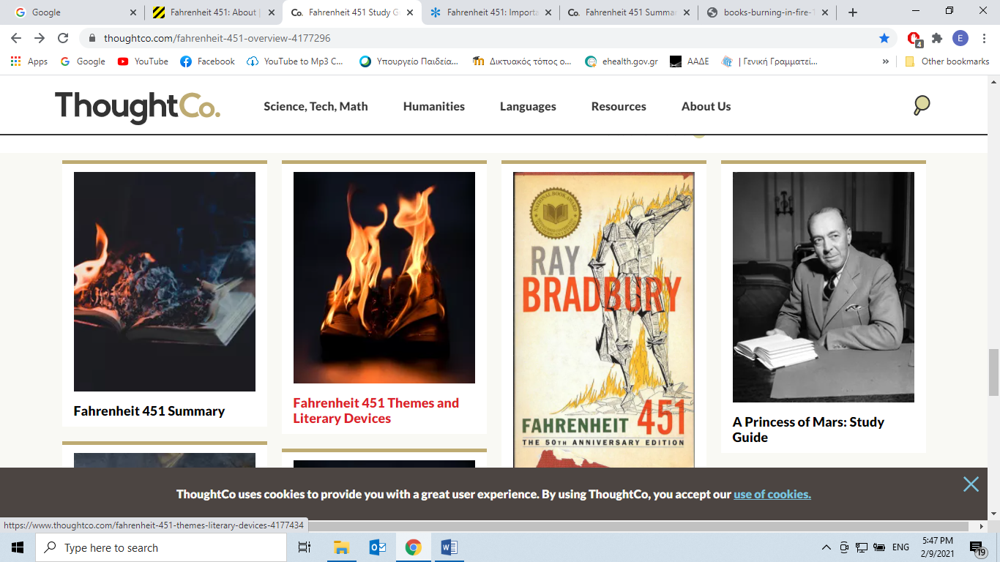 Google
Fahrenheit 451: About
Fahrenheit 451 Study G
Fahrenheit 451: Importa
Fahrenheit 451 Summar
books-burning-in-fire-1
thoughtco.com/fahrenheit-451-overview-4177296
E
4
Apps
Google
YouTube
Facebook
YouTube to Mp3 C...
Υπουργείο Παιδεία...
Δικτυακός τόπος ο...
ehealth.gov.gr
ΑΑΔΕ
| Γενική Γραμματεί...
Other bookmarks
ThoughtCo.
Science, Tech, Math
Humanities
Languages
Resources
About Us
Fahrenheit 451 Summary
Fahrenheit 451 Themes and
Literary Devices
RAY
BRADBURY
FAHRENHEIT 451
THE 50TH ANNIVERSARY EDITION
A Princess of Mars: Study
Guide
ThoughtCo uses cookies to provide you with a great user experience. By using ThoughtCo, you accept our use of cookies.
https://www.thoughtco.com/fahrenheit-451-themes-literary-devices-4177434
Type here to search
ENG
5:47 PM
2/9/2021
19